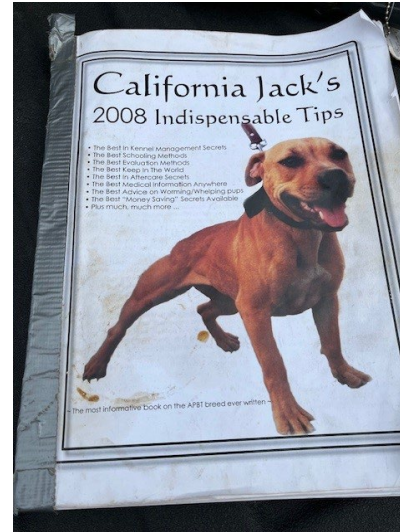 California Jack's
2008 Indispensable Tips
• The Best In Kennel Management Secrets
• The Best Schooling Methods
• The Best Evaluation Methods
• The Best Keep In The World
• The Best In Aftercare Secrets
• The Best Medical Information Anywhere
• The Best Advice on Worming/Whelping pups
• The Best "Money Saving" Secrets Available
• Plus much, much more ...
~ The most informative book on the APBT breed ever written ~